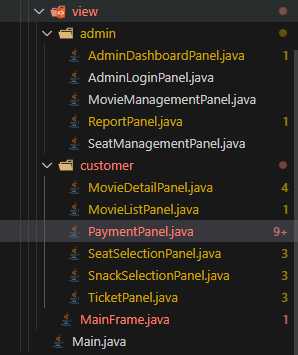 view
admin
AdminDashboardPanel.java 1
AdminLoginPanel.java
MovieManagementPanel.java
ReportPanel.java 1
SeatManagementPanel.java
customer
MovieDetailPanel.java 4
MovieListPanel.java 1
PaymentPanel.java 9+
SeatSelectionPanel.java 3
SnackSelectionPanel.java 3
TicketPanel.java 3
MainFrame.java 1
Main.java